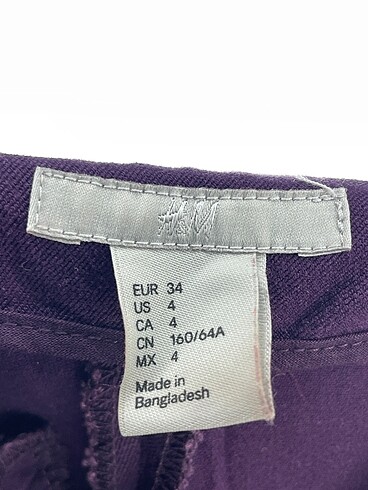 H&M
EUR 34
US 4
CA 4
CN 160/64A
MX 4
Made in
Bangladesh